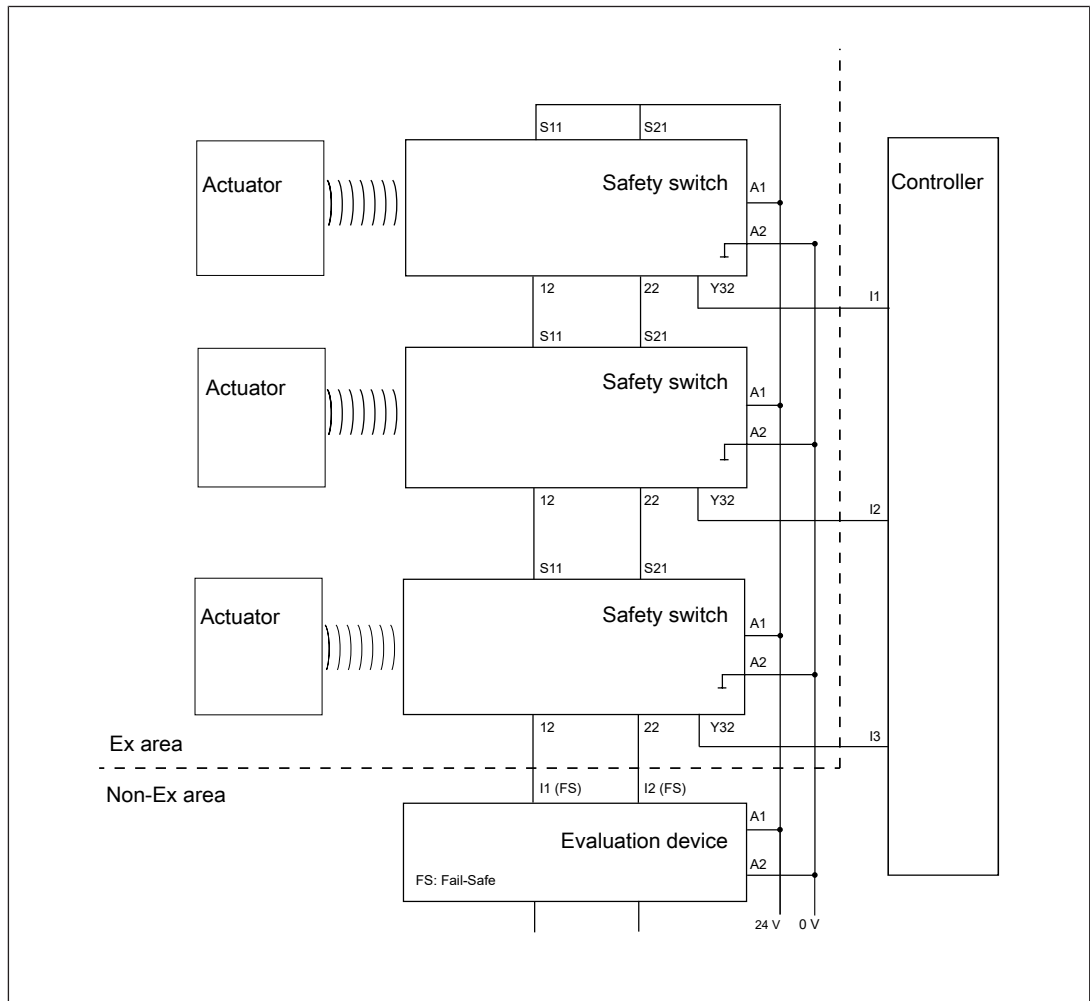 S11 S21
Actuator
Safety switch
Controller
A1
A2
12 22 Y32
I1
S11 S21
Actuator
Safety switch
A1
A2
12 22 Y32
I2
S11 S21
Actuator
Safety switch
A1
A2
12 22 Y32
I3
Ex area
Non-Ex area
I1 (FS) I2 (FS)
A1
Evaluation device
A2
FS: Fail-Safe
24 V 0 V